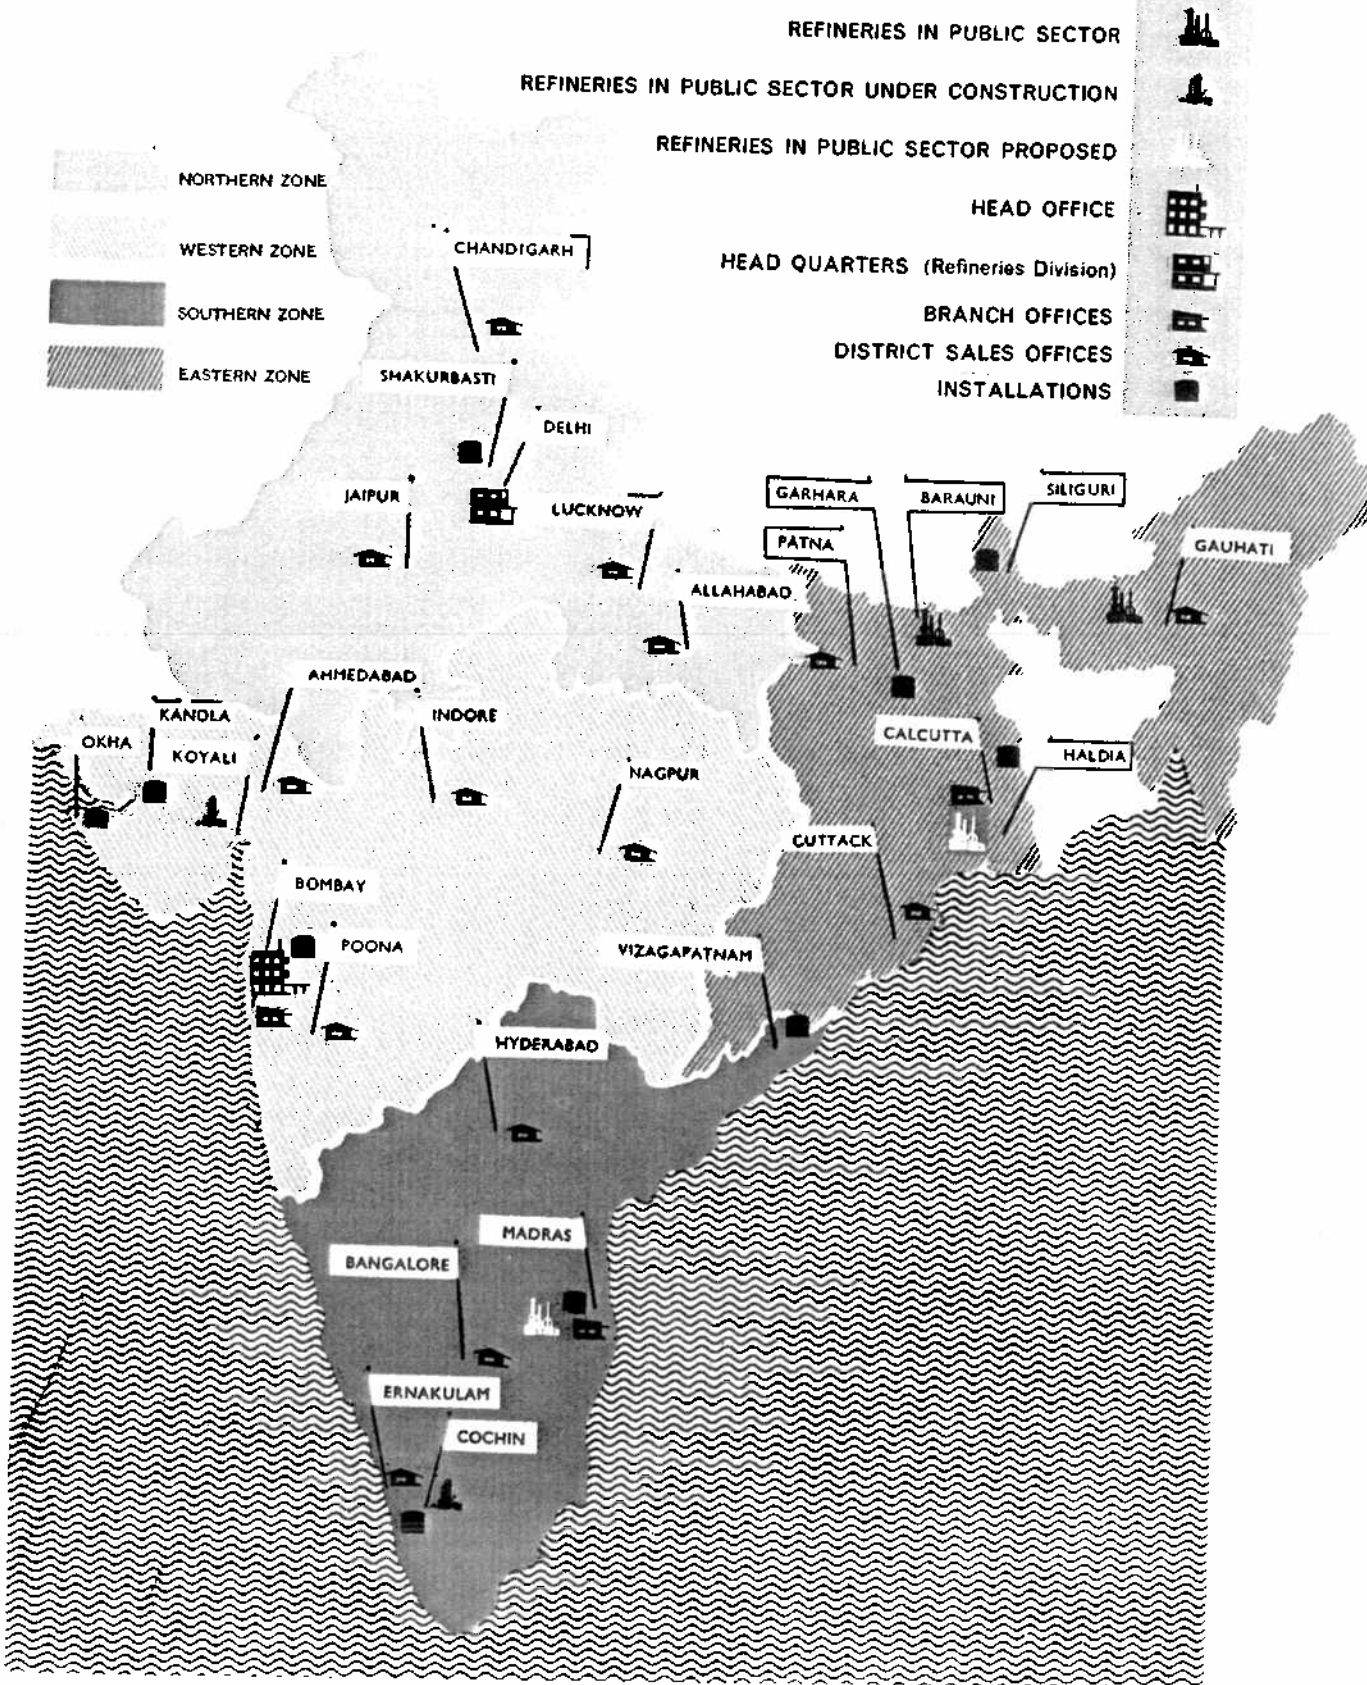 REFINERIES IN PUBLIC SECTOR
REFINERIES IN PUBLIC SECTOR UNDER CONSTRUCTION
REFINERIES IN PUBLIC SECTOR PROPOSED
HEAD OFFICE
HEAD QUARTERS (Refineries Division)
BRANCH OFFICES
DISTRICT SALES OFFICES
INSTALLATIONS
NORTHERN ZONE
WESTERN ZONE
SOUTHERN ZONE
EASTERN ZONE
CHANDIGARH
SHAKURBASTI
DELHI
JAIPUR
LUCKNOW
GARHARA
BARAUNI
SILIGURI
PATNA
GAUHATI
ALLAHABAD
AHMEDABAD
KANDLA
INDORE
OKHA
KOYALI
CALCUTTA
HALDIA
NAGPUR
CUTTACK
BOMBAY
POONA
VIZAGAPATNAM
HYDERABAD
MADRAS
BANGALORE
ERNAKULAM
COCHIN